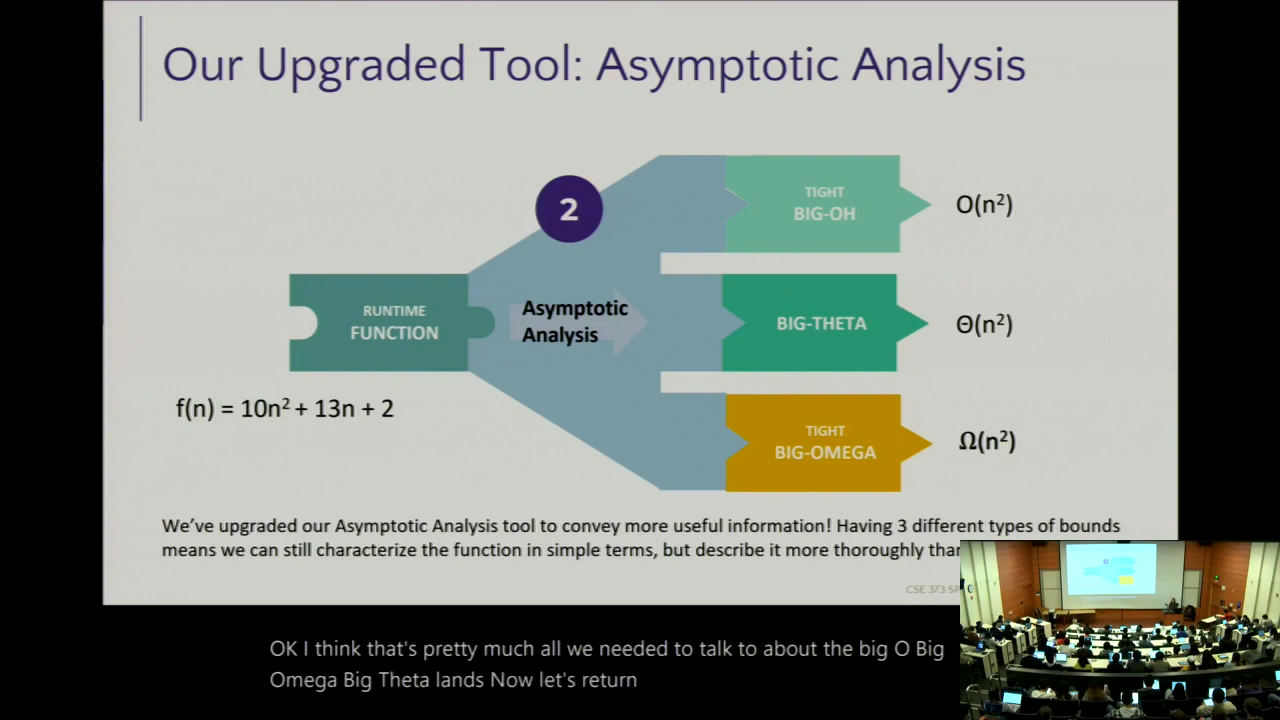 Our Upgraded Tool: Asymptotic Analysis
2
TIGHT
BIG-OH
O(n²)
RUNTIME
FUNCTION
Asymptotic
Analysis
BIG-THETA
Θ(n²)
f(n) = 10n² + 13n + 2
TIGHT
BIG-OMEGA
Ω(n²)
We've upgraded our Asymptotic Analysis tool to convey more useful information! Having 3 different types of bounds
means we can still characterize the function in simple terms, but describe it more thoroughly
CSE 373
OK I think that's pretty much all we needed to talk to about the big O Big
Omega Big Theta lands Now let's return